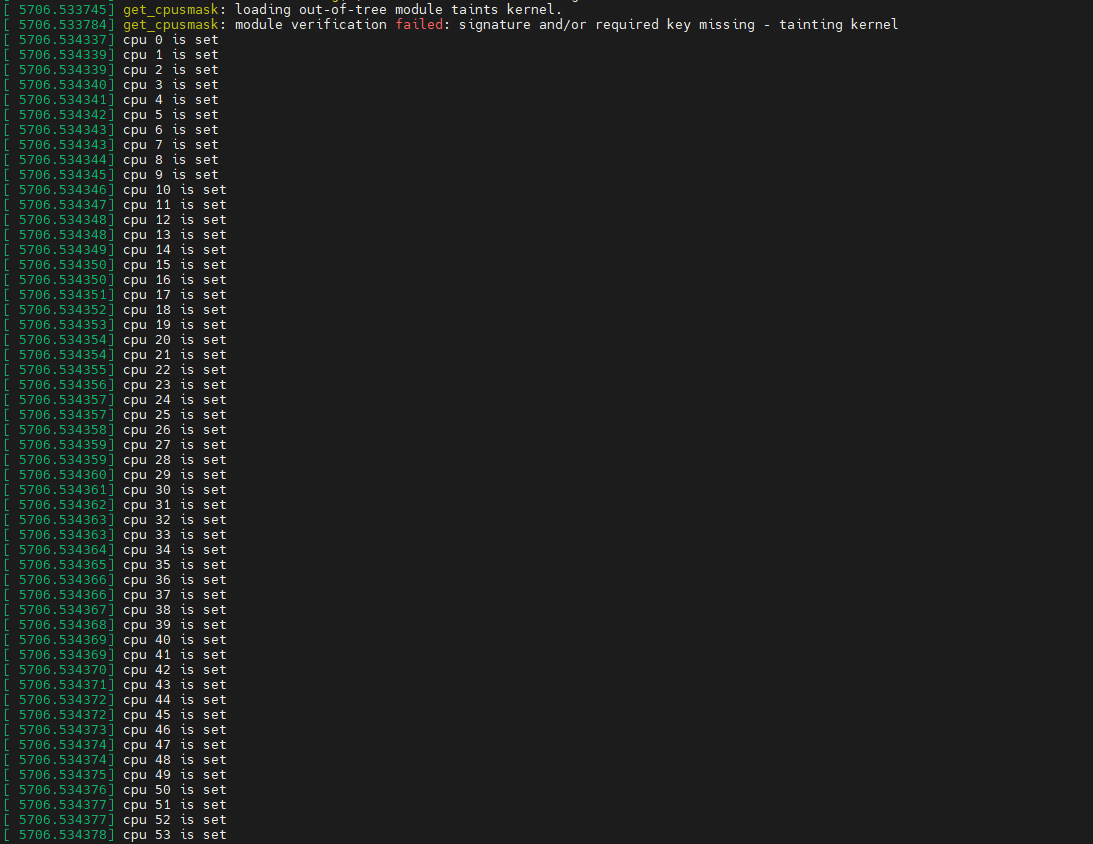 [ 5706.533745] get_cpusmask: loading out-of-tree module taints kernel.
[ 5706.533784] get_cpusmask: module verification failed: signature and/or required key missing - tainting kernel
[ 5706.534337] cpu 0 is set
[ 5706.534339] cpu 1 is set
[ 5706.534339] cpu 2 is set
[ 5706.534340] cpu 3 is set
[ 5706.534341] cpu 4 is set
[ 5706.534342] cpu 5 is set
[ 5706.534343] cpu 6 is set
[ 5706.534343] cpu 7 is set
[ 5706.534344] cpu 8 is set
[ 5706.534345] cpu 9 is set
[ 5706.534346] cpu 10 is set
[ 5706.534347] cpu 11 is set
[ 5706.534348] cpu 12 is set
[ 5706.534348] cpu 13 is set
[ 5706.534349] cpu 14 is set
[ 5706.534350] cpu 15 is set
[ 5706.534350] cpu 16 is set
[ 5706.534351] cpu 17 is set
[ 5706.534352] cpu 18 is set
[ 5706.534353] cpu 19 is set
[ 5706.534354] cpu 20 is set
[ 5706.534354] cpu 21 is set
[ 5706.534355] cpu 22 is set
[ 5706.534356] cpu 23 is set
[ 5706.534357] cpu 24 is set
[ 5706.534357] cpu 25 is set
[ 5706.534358] cpu 26 is set
[ 5706.534359] cpu 27 is set
[ 5706.534359] cpu 28 is set
[ 5706.534360] cpu 29 is set
[ 5706.534361] cpu 30 is set
[ 5706.534362] cpu 31 is set
[ 5706.534363] cpu 32 is set
[ 5706.534363] cpu 33 is set
[ 5706.534364] cpu 34 is set
[ 5706.534365] cpu 35 is set
[ 5706.534366] cpu 36 is set
[ 5706.534366] cpu 37 is set
[ 5706.534367] cpu 38 is set
[ 5706.534368] cpu 39 is set
[ 5706.534369] cpu 40 is set
[ 5706.534369] cpu 41 is set
[ 5706.534370] cpu 42 is set
[ 5706.534371] cpu 43 is set
[ 5706.534372] cpu 44 is set
[ 5706.534372] cpu 45 is set
[ 5706.534373] cpu 46 is set
[ 5706.534374] cpu 47 is set
[ 5706.534374] cpu 48 is set
[ 5706.534375] cpu 49 is set
[ 5706.534376] cpu 50 is set
[ 5706.534377] cpu 51 is set
[ 5706.534377] cpu 52 is set
[ 5706.534378] cpu 53 is set